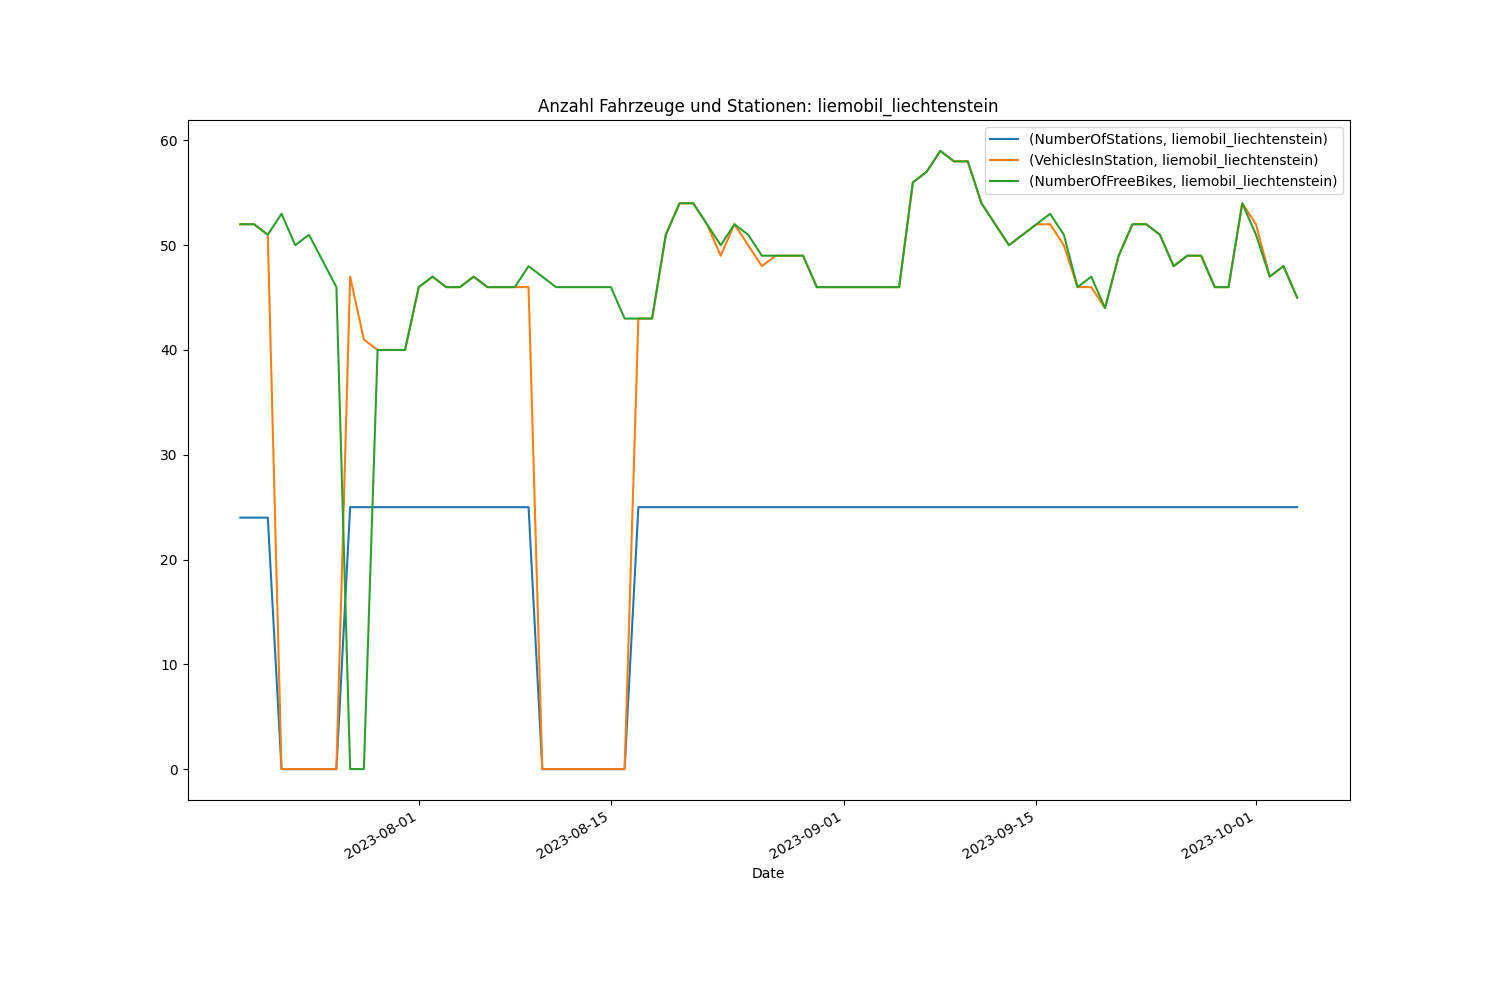 Anzahl Fahrzeuge und Stationen: liemobil_liechtenstein
(NumberOfStations, liemobil_liechtenstein)
(VehiclesInStation, liemobil_liechtenstein)
(NumberOfFreeBikes, liemobil_liechtenstein)
60
50
40
30
20
10
0
2023-08-01
2023-08-15
2023-09-01
2023-09-15
2023-10-01
Date